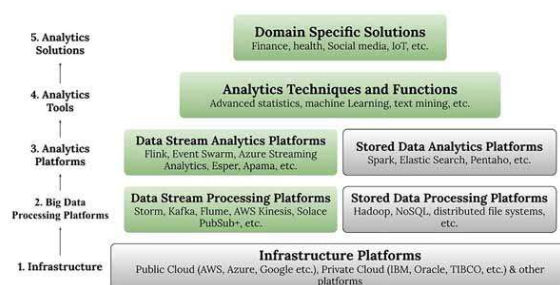 5. Analytics
Solutions
Domain Specific Solutions
Finance, health, Social media, IoT, etc.
4. Analytics
Tools
Analytics Techniques and Functions
Advanced statistics, machine Learning, text mining, etc.
3. Analytics
Platforms
Data Stream Analytics Platforms
Flink, Event Swarm, Azure Streaming
Analytics, Esper, Apama, etc.
Stored Data Analytics Platforms
Spark, Elastic Search, Pentaho, etc.
2. Big Data
Processing Platforms
Data Stream Processing Platforms
Storm, Kafka, Flume, AWS Kinesis, Solace
PubSub+, etc.
Stored Data Processing Platforms
Hadoop, NoSQL, distributed file systems,
etc.
1. Infrastructure
Infrastructure Platforms
Public Cloud (AWS, Azure, Google etc.), Private Cloud (IBM, Oracle, TIBCO, etc.) & other
platforms